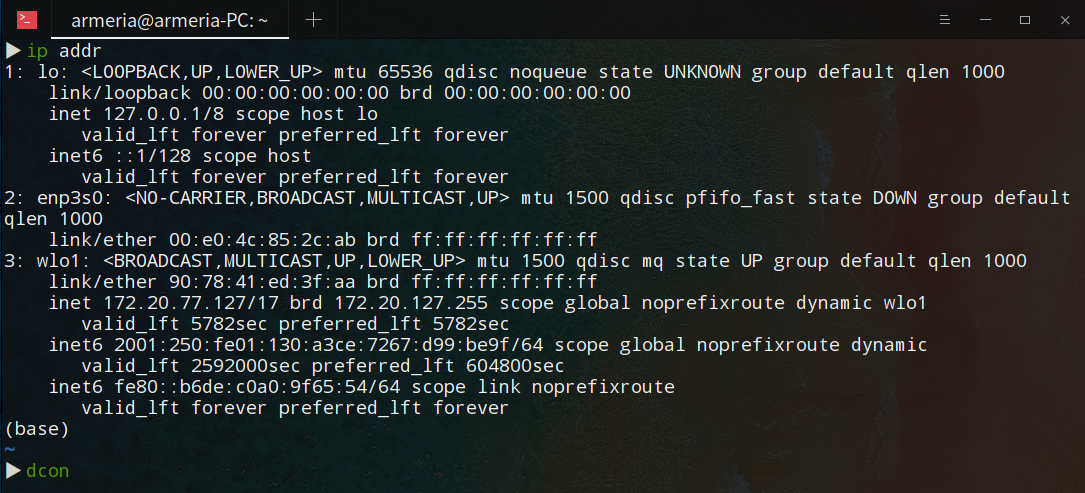 armeria@armeria-PC: ~
ip addr
1: lo: <LOOPBACK,UP,LOWER_UP> mtu 65536 qdisc noqueue state UNKNOWN group default qlen 1000
    link/loopback 00:00:00:00:00:00 brd 00:00:00:00:00:00
    inet 127.0.0.1/8 scope host lo
       valid_lft forever preferred_lft forever
    inet6 ::1/128 scope host
       valid_lft forever preferred_lft forever
2: enp3s0: <NO-CARRIER,BROADCAST,MULTICAST,UP> mtu 1500 qdisc pfifo_fast state DOWN group default
qlen 1000
    link/ether 00:e0:4c:85:2c:ab brd ff:ff:ff:ff:ff:ff
3: wlo1: <BROADCAST,MULTICAST,UP,LOWER_UP> mtu 1500 qdisc mq state UP group default qlen 1000
    link/ether 90:78:41:ed:3f:aa brd ff:ff:ff:ff:ff:ff
    inet 172.20.77.127/17 brd 172.20.127.255 scope global noprefixroute dynamic wlo1
       valid_lft 5782sec preferred_lft 5782sec
    inet6 2001:250:fe01:130:a3ce:7267:d99:be9f/64 scope global noprefixroute dynamic
       valid_lft 2592000sec preferred_lft 604800sec
    inet6 fe80::b6de:c0a0:9f65:54/64 scope link noprefixroute
       valid_lft forever preferred_lft forever
(base)
~
dcon